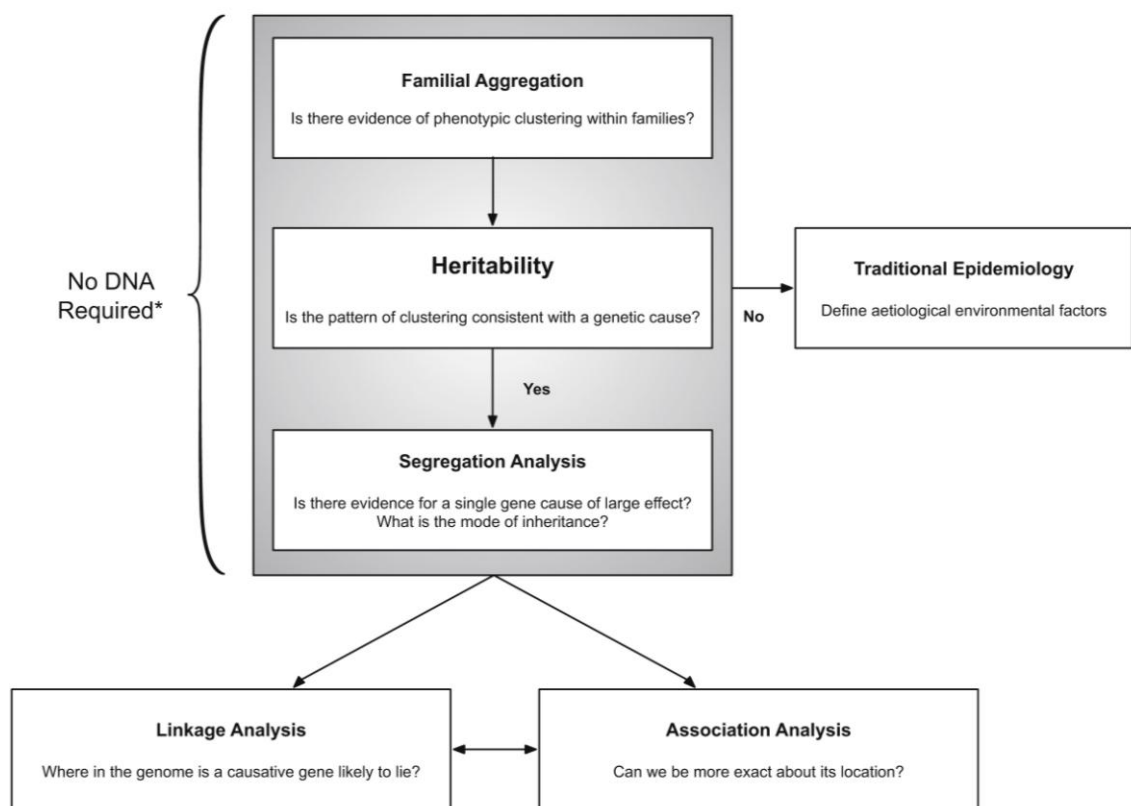 Familial Aggregation
Is there evidence of phenotypic clustering within families?
No DNA
Required*
Heritability
Is the pattern of clustering consistent with a genetic cause?
No
Traditional Epidemiology
Define aetiological environmental factors
Yes
Segregation Analysis
Is there evidence for a single gene cause of large effect?
What is the mode of inheritance?
Linkage Analysis
Where in the genome is a causative gene likely to lie?
Association Analysis
Can we be more exact about its location?